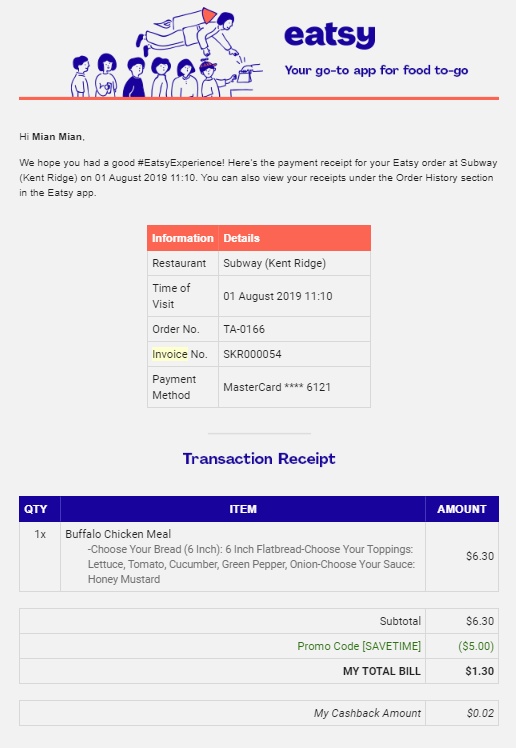 eatsy
Your go-to app for food to-go
Hi Mian Mian,
We hope you had a good #EatsyExperience! Here's the payment receipt for your Eatsy order at Subway
(Kent Ridge) on 01 August 2019 11:10. You can also view your receipts under the Order History section
in the Eatsy app.
Information Details
Restaurant Subway (Kent Ridge)
Time of
Visit 01 August 2019 11:10
Order No. TA-0166
Invoice No. SKR000054
Payment
Method MasterCard **** 6121
Transaction Receipt
QTY ITEM AMOUNT
1x Buffalo Chicken Meal
-Choose Your Bread (6 Inch): 6 Inch Flatbread-Choose Your Toppings:
Lettuce, Tomato, Cucumber, Green Pepper, Onion-Choose Your Sauce: $6.30
Honey Mustard
Subtotal $6.30
Promo Code [SAVETIME] ($5.00)
MY TOTAL BILL $1.30
My Cashback Amount $0.02